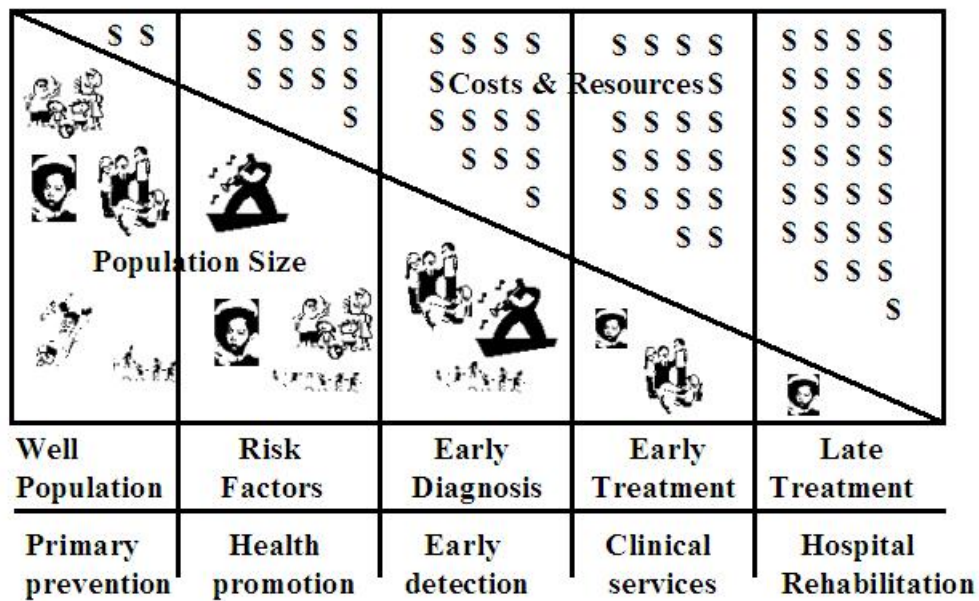 S S S S S S S S S S S S S S S S S S
S S S S S Costs & Resources S S S S S
S S S S S S S S S S S S S
S S S S S S S S S S S
S S S S S S S S S
S S S S S S
Population Size
S S S
S
Well Population
Risk Factors
Early Diagnosis
Early Treatment
Late Treatment
Primary prevention
Health promotion
Early detection
Clinical services
Hospital Rehabilitation